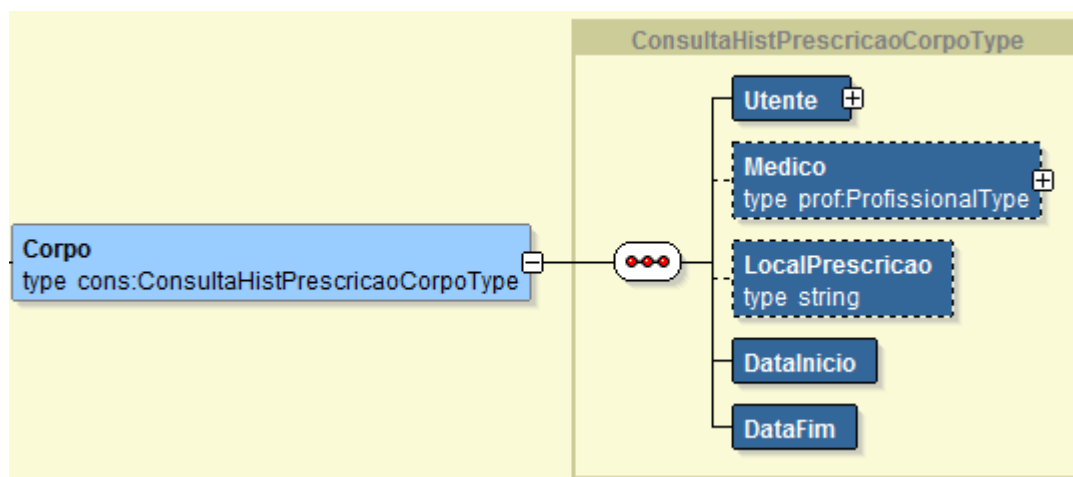 ConsultaHistPrescricaoCorpoType
Utente
Medico
type prof:ProfissionalType
Corpo
type cons:ConsultaHistPrescricaoCorpoType
LocalPrescricao
type string
DataInicio
DataFim